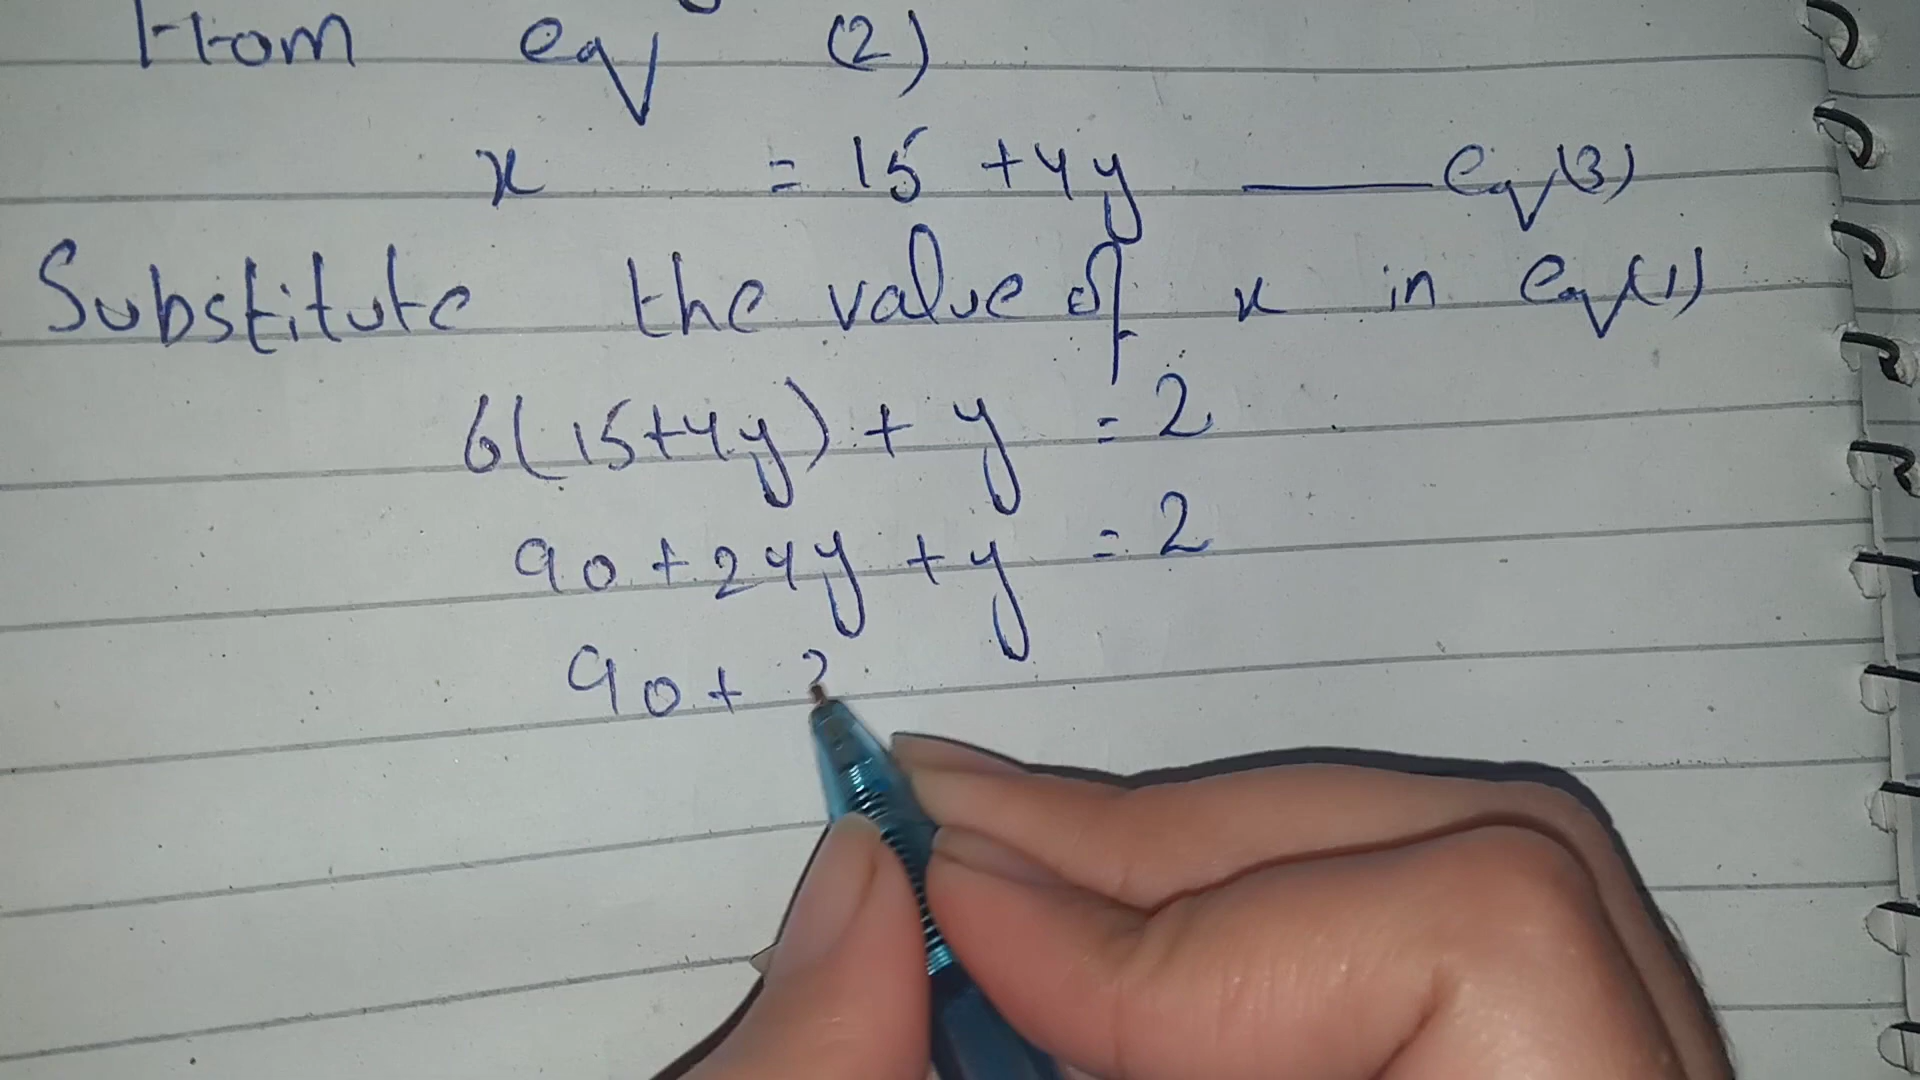 From eq (2)
x = 15 + 4y —— eq(3)
Substitute the value of x in eq(1)
6(15+4y) + y = 2
90 + 24y + y = 2
90 + 2